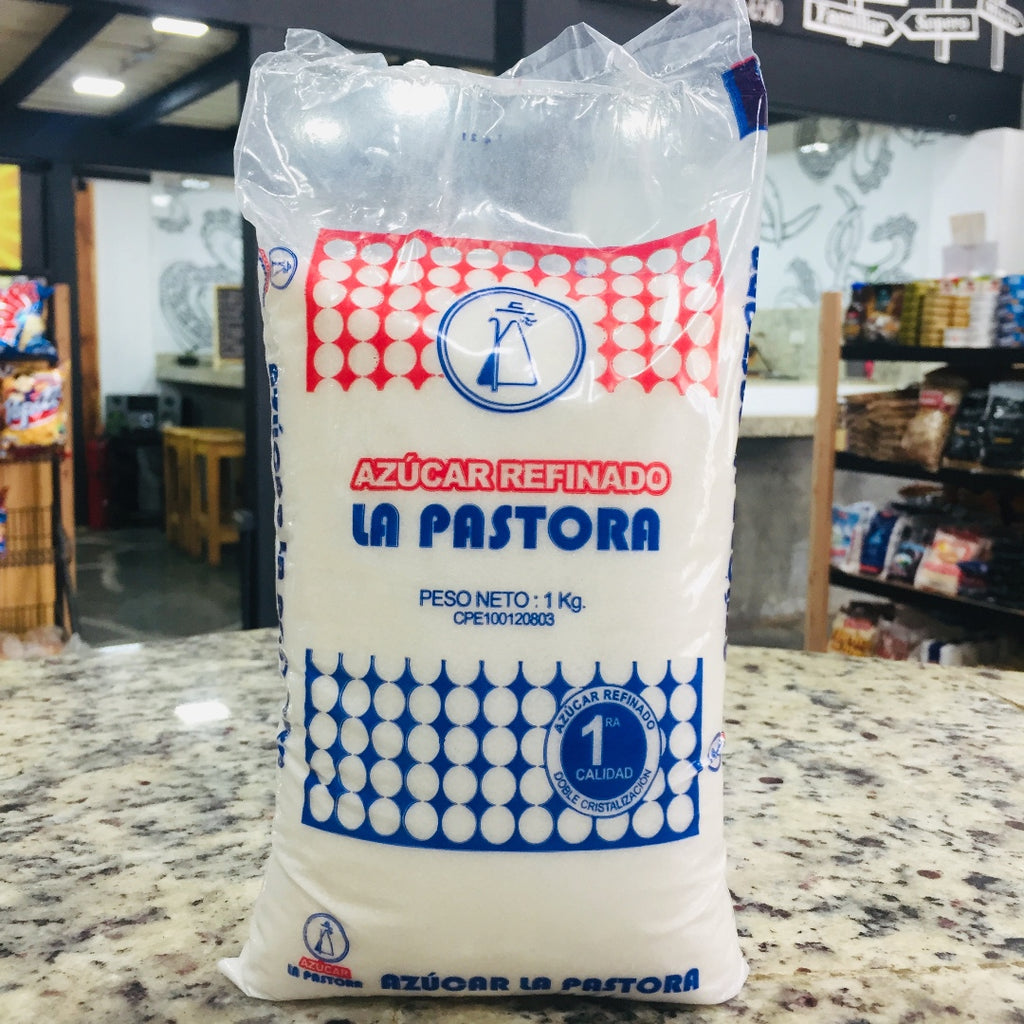 AZÚCAR REFINADO
LA PASTORA
PESO NETO : 1 Kg.
CPE100120803
AZÚCAR REFINADO
1RA
CALIDAD
DOBLE CRISTALIZACIÓN
AZÚCAR
LA PASTORA
AZÚCAR LA PASTORA
Familiar